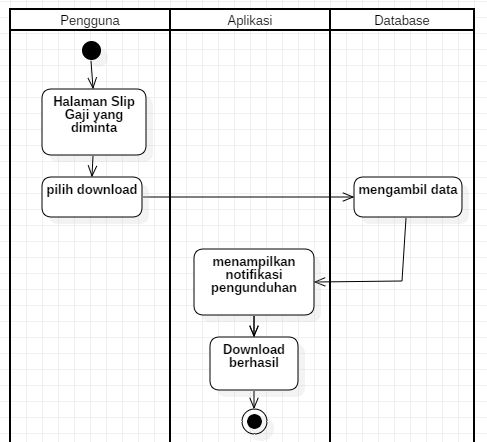 Pengguna
Aplikasi
Database
Halaman Slip
Gaji yang
diminta
pilih download
mengambil data
menampilkan
notifikasi
pengunduhan
Download
berhasil